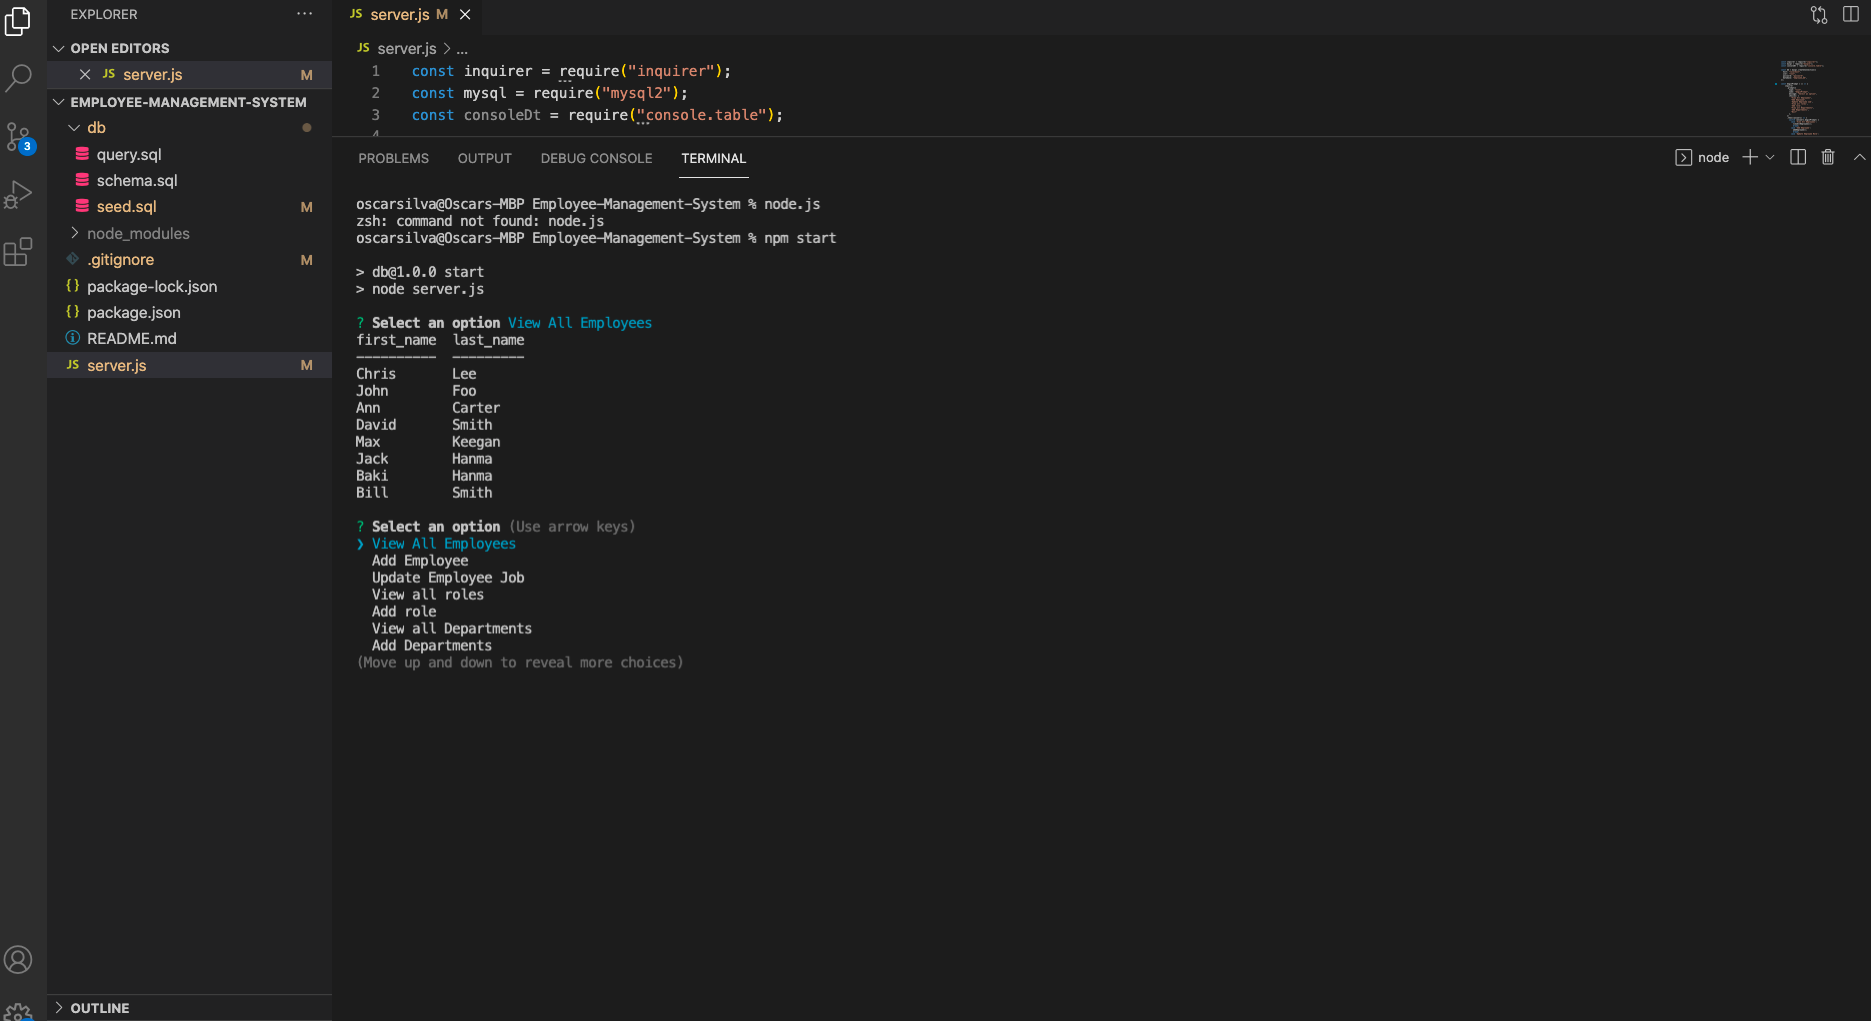 EXPLORER
OPEN EDITORS
JS server.js M
EMPLOYEE-MANAGEMENT-SYSTEM
db
query.sql
schema.sql
seed.sql M
node_modules
.gitignore M
{} package-lock.json
{} package.json
README.md
JS server.js M
3
OUTLINE
JS server.js M
JS server.js > ...
1 const inquirer = require("inquirer");
2 const mysql = require("mysql2");
3 const consoleDt = require("console.table");
4
PROBLEMS OUTPUT DEBUG CONSOLE TERMINAL
node
oscarsilva@Oscars-MBP Employee-Management-System % node.js
zsh: command not found: node.js
oscarsilva@Oscars-MBP Employee-Management-System % npm start
> db@1.0.0 start
> node server.js
? Select an option View All Employees
first_name last_name
---------- ---------
Chris Lee
John Foo
Ann Carter
David Smith
Max Keegan
Jack Hanma
Baki Hanma
Bill Smith
? Select an option (Use arrow keys)
❯ View All Employees
Add Employee
Update Employee Job
View all roles
Add role
View all Departments
Add Departments
(Move up and down to reveal more choices)